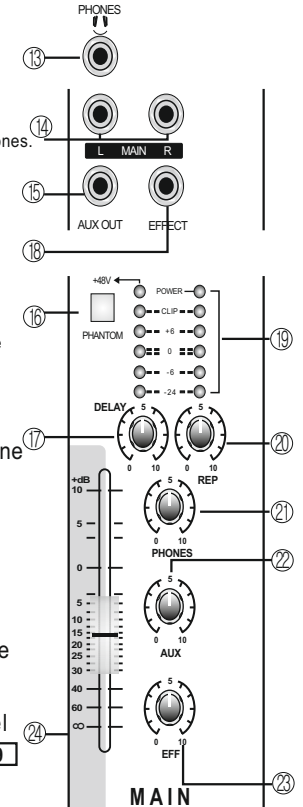 PHONES
⑬
⑭
ones.
L MAIN R
⑮
AUX OUT EFFECT
⑱
+48V POWER
⑯
CLIP
PHANTOM +6
⑲
0
e
-6
-24
DELAY 5 5
⑰
ne
⑳
0 10 0 10
REP
+dB
10
5
㉑
5
0 10
PHONES
㉒
0
5
5
10
15
e
0 10
20
AUX
25
30
40
5
el
㉔
60
∞
D
0 10
㉓
EFF
MAIN